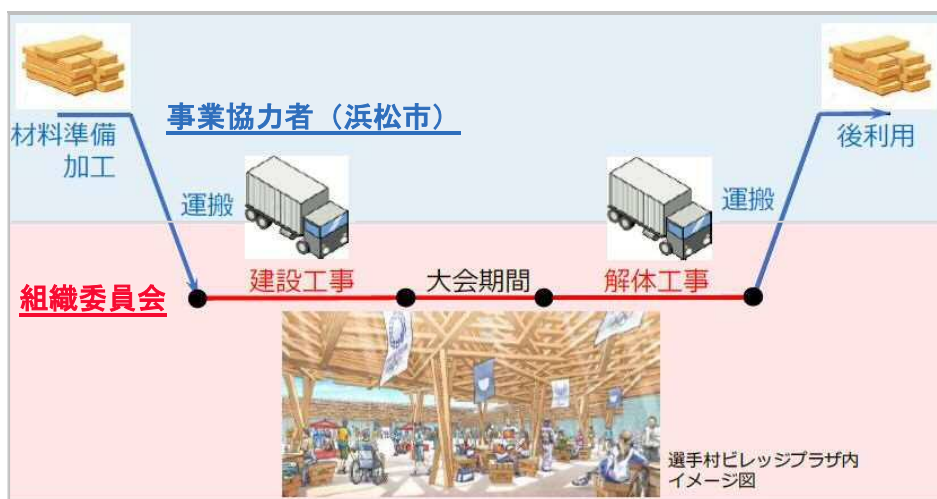 事業協力者（浜松市）
材料準備
加工
後利用
運搬
運搬
組織委員会
建設工事
大会期間
解体工事
選手村ビレッジプラザ内
イメージ図